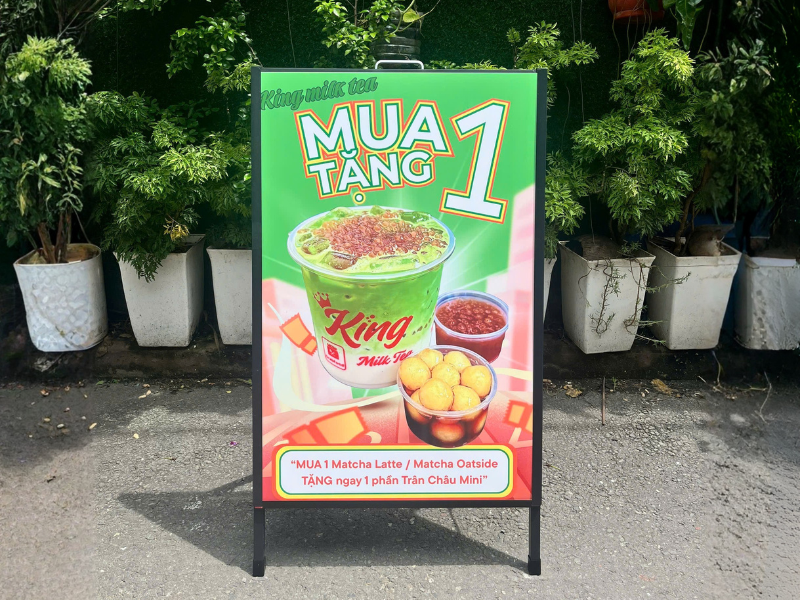 King milk tea
MUA 1
TẶNG
King
Milk Tea
“MUA 1 Matcha Latte / Matcha Oatside
TẶNG ngay 1 phần Trân Châu Mini”